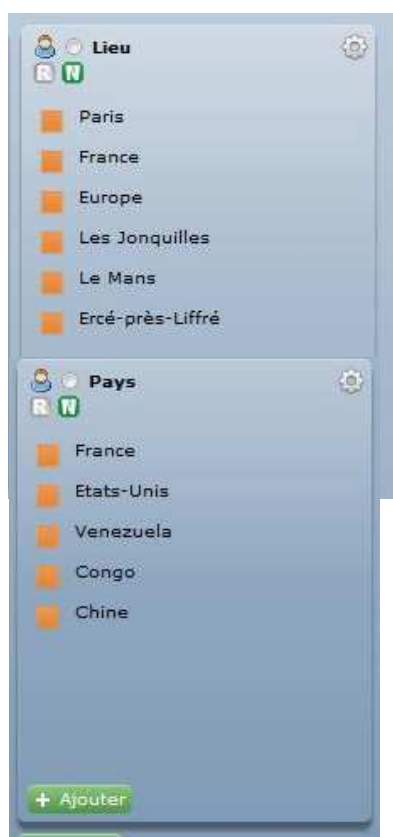 Lieu
R N
Paris
France
Europe
Les Jonquilles
Le Mans
Ercé-près-Liffré
Pays
R N
France
Etats-Unis
Venezuela
Congo
Chine
+ Ajouter